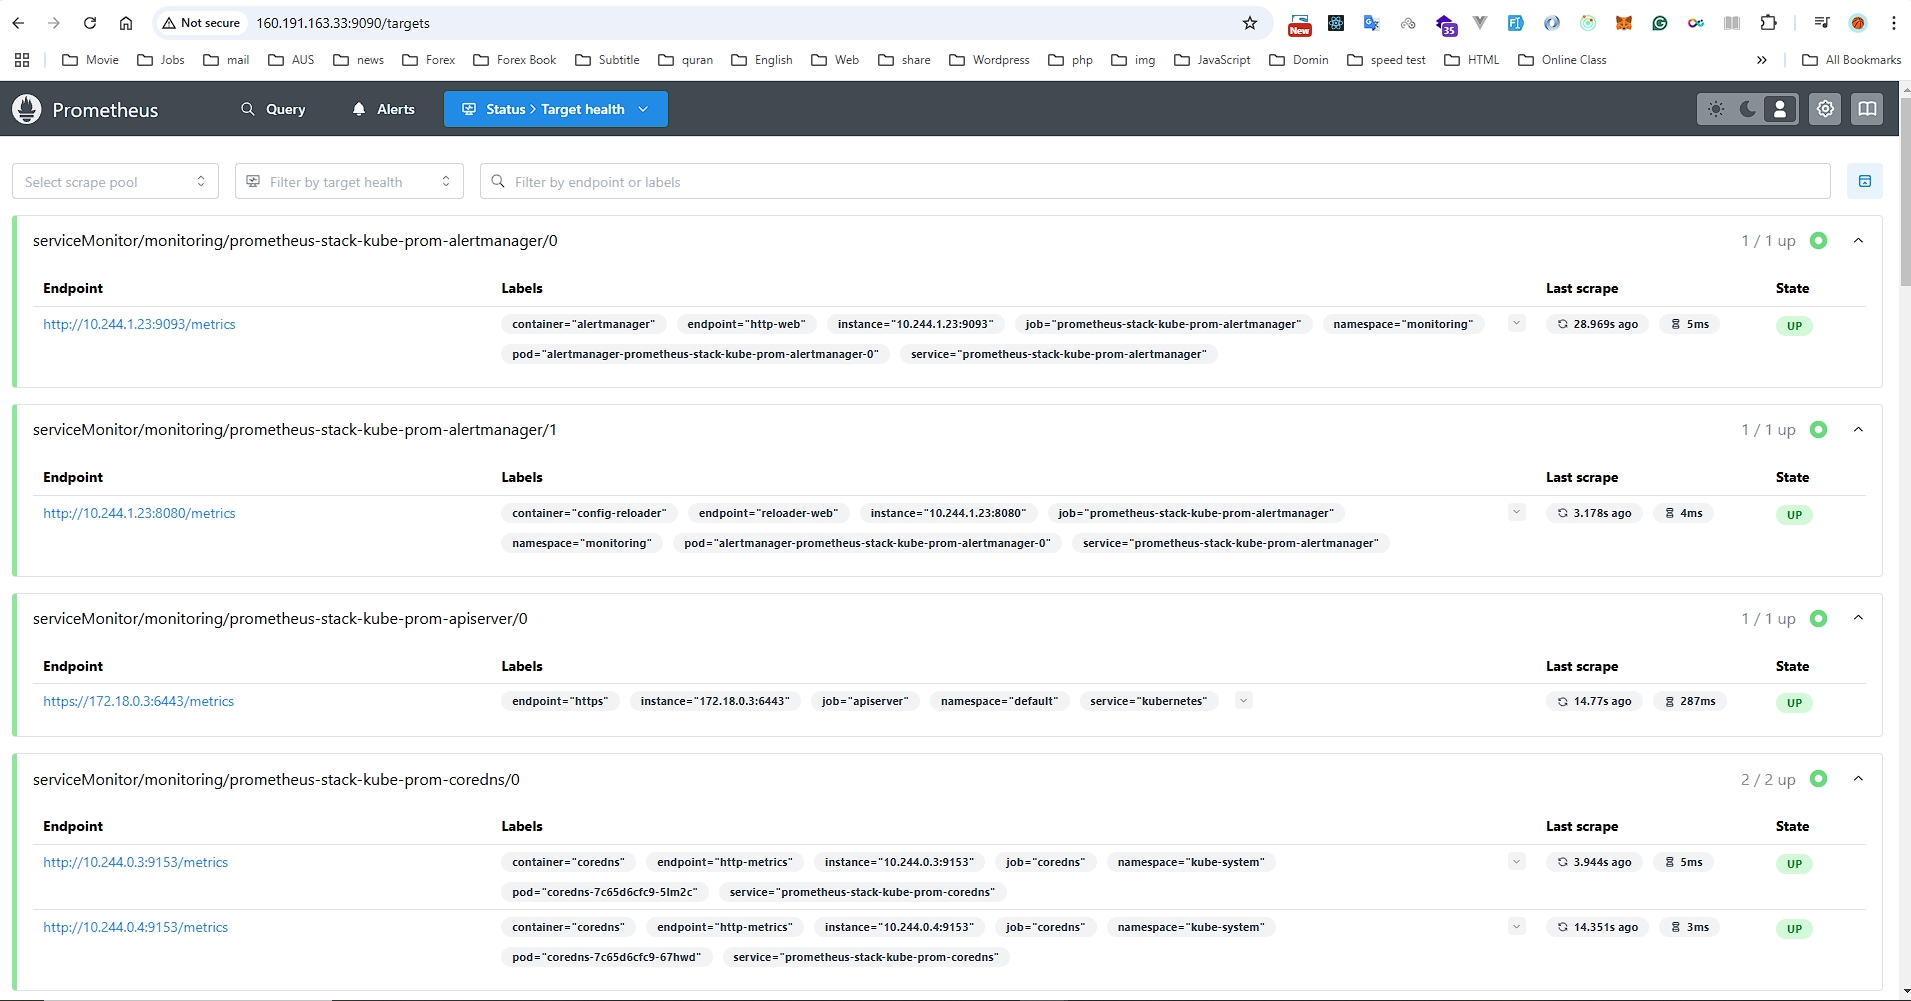 Not secure 160.191.163.33:9090/targets New 35
Movie Jobs mail AUS news Forex Forex Book Subtitle quran English Web share Wordpress php img JavaScript Domin speed test HTML Online Class » All Bookmarks
Prometheus Query Alerts Status > Target health
Select scrape pool Filter by target health Filter by endpoint or labels
serviceMonitor/monitoring/prometheus-stack-kube-prom-alertmanager/0 1 / 1 up
Endpoint Labels Last scrape State
http://10.244.1.23:9093/metrics container="alertmanager" endpoint="http-web" instance="10.244.1.23:9093" job="prometheus-stack-kube-prom-alertmanager" namespace="monitoring" 28.969s ago 5ms UP
pod="alertmanager-prometheus-stack-kube-prom-alertmanager-0" service="prometheus-stack-kube-prom-alertmanager"
serviceMonitor/monitoring/prometheus-stack-kube-prom-alertmanager/1 1 / 1 up
Endpoint Labels Last scrape State
http://10.244.1.23:8080/metrics container="config-reloader" endpoint="reloader-web" instance="10.244.1.23:8080" job="prometheus-stack-kube-prom-alertmanager" 3.178s ago 4ms UP
namespace="monitoring" pod="alertmanager-prometheus-stack-kube-prom-alertmanager-0" service="prometheus-stack-kube-prom-alertmanager"
serviceMonitor/monitoring/prometheus-stack-kube-prom-apiserver/0 1 / 1 up
Endpoint Labels Last scrape State
https://172.18.0.3:6443/metrics endpoint="https" instance="172.18.0.3:6443" job="apiserver" namespace="default" service="kubernetes" 14.77s ago 287ms UP
serviceMonitor/monitoring/prometheus-stack-kube-prom-coredns/0 2 / 2 up
Endpoint Labels Last scrape State
http://10.244.0.3:9153/metrics container="coredns" endpoint="http-metrics" instance="10.244.0.3:9153" job="coredns" namespace="kube-system" 3.944s ago 5ms UP
pod="coredns-7c65d6cfc9-5lm2c" service="prometheus-stack-kube-prom-coredns"
http://10.244.0.4:9153/metrics container="coredns" endpoint="http-metrics" instance="10.244.0.4:9153" job="coredns" namespace="kube-system" 14.351s ago 3ms UP
pod="coredns-7c65d6cfc9-67hwd" service="prometheus-stack-kube-prom-coredns"